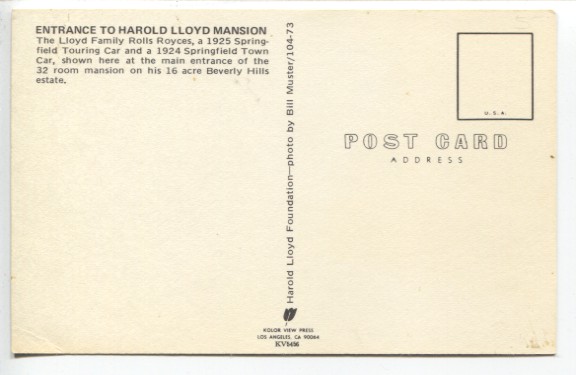 ENTRANCE TO HAROLD LLOYD MANSION
The Lloyd Family Rolls Royces, a 1925 Spring-
field Touring Car and a 1924 Springfield Town
Car, shown here at the main entrance of the
32 room mansion on his 16 acre Beverly Hills
estate.
Harold Lloyd Foundation—photo by Bill Muster/104-73
KOLOR VIEW PRESS
LOS ANGELES, CA 90064
KV8456
U.S.A.
POST CARD
ADDRESS